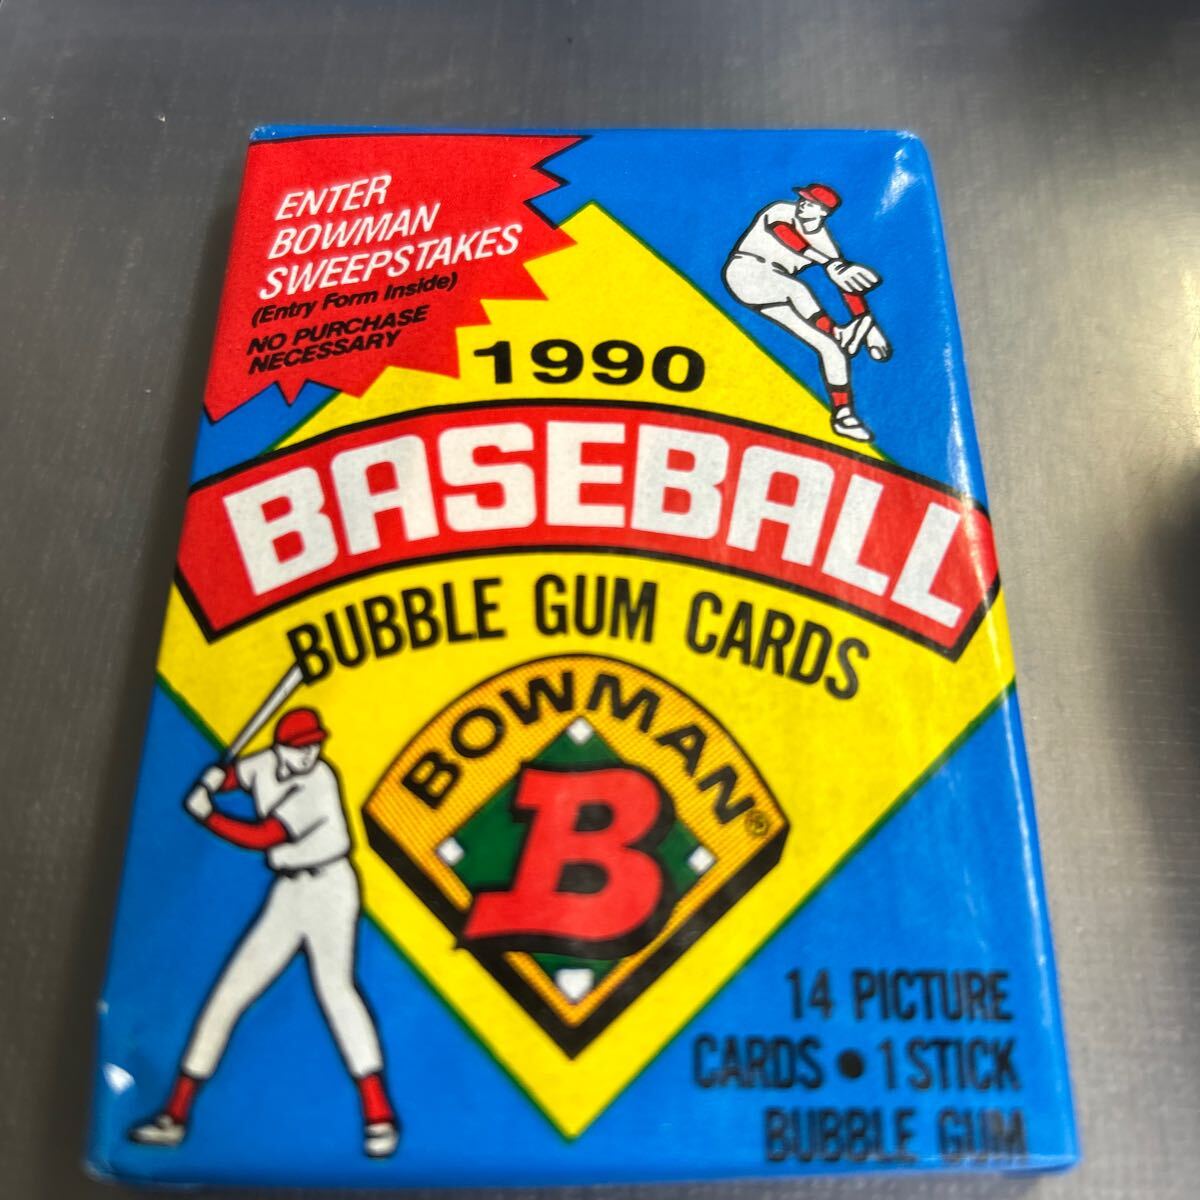 ENTER
BOWMAN
SWEEPSTAKES
(Entry Form Inside)
NO PURCHASE
NECESSARY
1990
BASEBALL
BUBBLE GUM CARDS
BOWMAN®
B
14 PICTURE
CARDS • 1 STICK
BUBBLE GUM